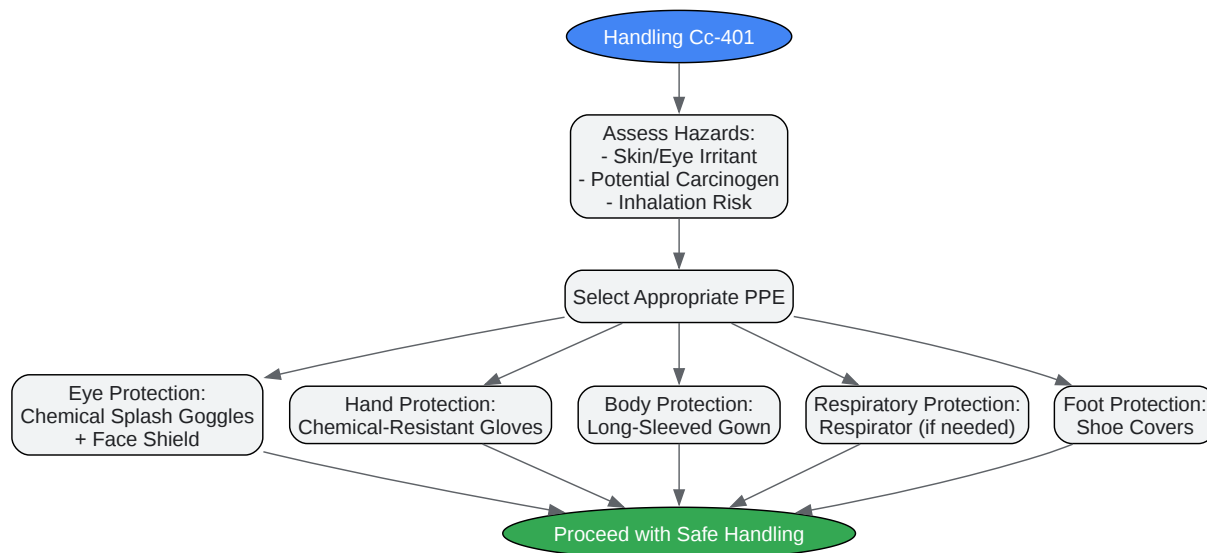 Handling Cc-401
Assess Hazards:
- Skin/Eye Irritant
- Potential Carcinogen
- Inhalation Risk
Select Appropriate PPE
Eye Protection:
Chemical Splash Goggles
+ Face Shield
Hand Protection:
Chemical-Resistant Gloves
Body Protection:
Long-Sleeved Gown
Respiratory Protection:
Respirator (if needed)
Foot Protection:
Shoe Covers
Proceed with Safe Handling